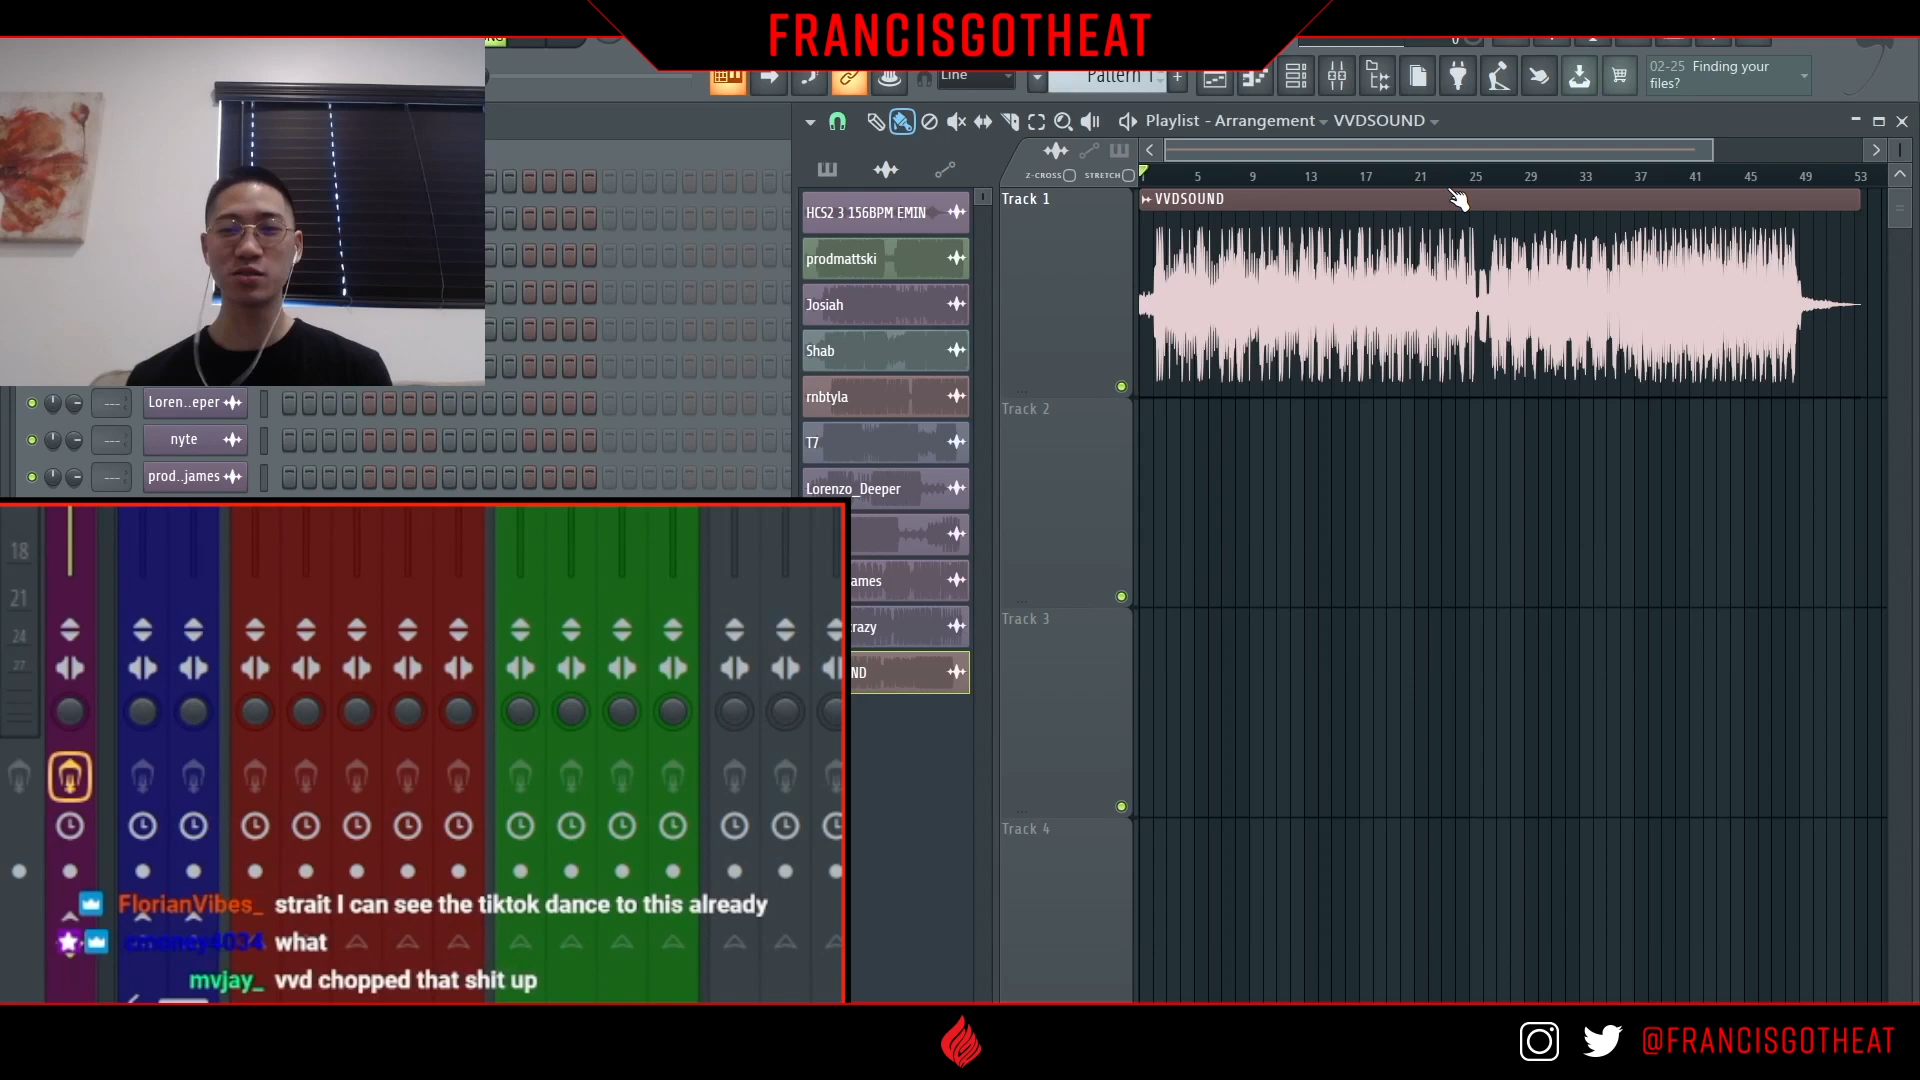 FRANCISGOTHEAT
Line
Pattern 1
02-25 Finding your
files?
Playlist - Arrangement VVDSOUND
Z-CROSS STRETCH
5 9 13 17 21 25 29 33 37 41 45 49 53
Track 1
VVDSOUND
HCS2 3 156BPM EMIN
prodmattski
Josiah
Shab
rnbtyla
T7
Lorenzo_Deeper
ames
razy
ND
Track 2
Track 3
Track 4
Loren..eper
nyte
prod..james
18
21
24
27
FlorianVibes_ strait I can see the tiktok dance to this already
cmoney4034 what
mvjay_ vvd chopped that shit up
@FRANCISGOTHEAT